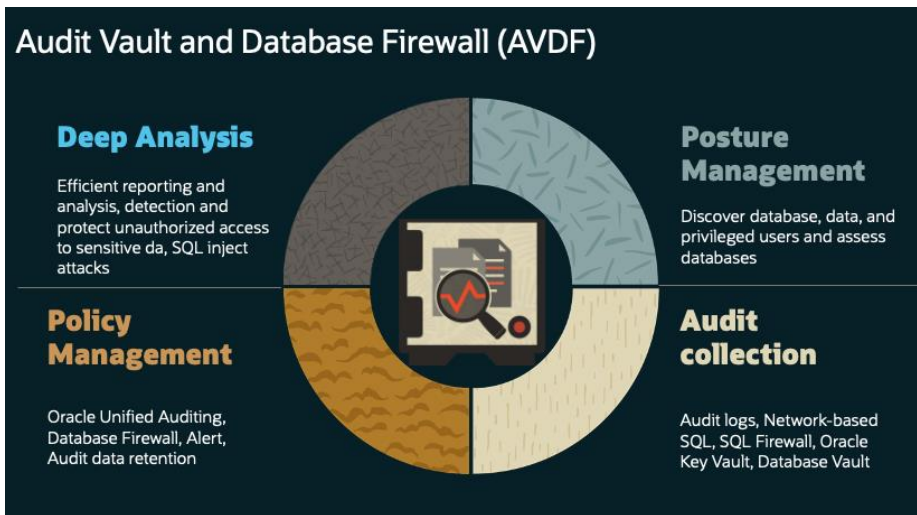 Audit Vault and Database Firewall (AVDF)
Deep Analysis
Efficient reporting and
analysis, detection and
protect unauthorized access
to sensitive da, SQL inject
attacks
Posture
Management
Discover database, data, and
privileged users and assess
databases
Policy
Management
Oracle Unified Auditing,
Database Firewall, Alert,
Audit data retention
Audit
collection
Audit logs, Network-based
SQL, SQL Firewall, Oracle
Key Vault, Database Vault